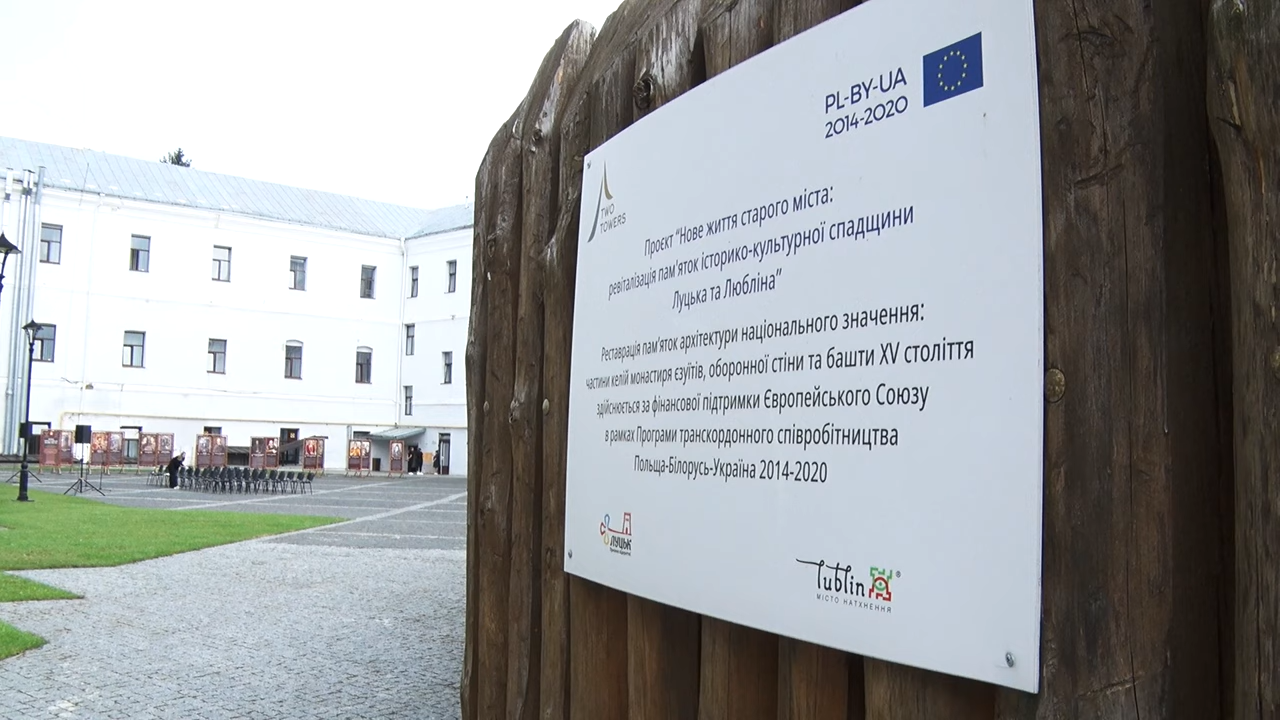 PL-BY-UA
2014-2020
TWO
TOWERS
Проєкт “Нове життя старого міста:
ревіталізація пам'яток історико-культурної спадщини
Луцька та Любліна”
Реставрація пам'яток архітектури національного значення:
частини келій монастиря єзуїтів, оборонної стіни та башти XV століття
здійснюється за фінансової підтримки Європейського Союзу
в рамках Програми транскордонного співробітництва
Польща-Білорусь-Україна 2014-2020
ЛУЦЬК
lublin ®
МІСТО НАТХНЕННЯ